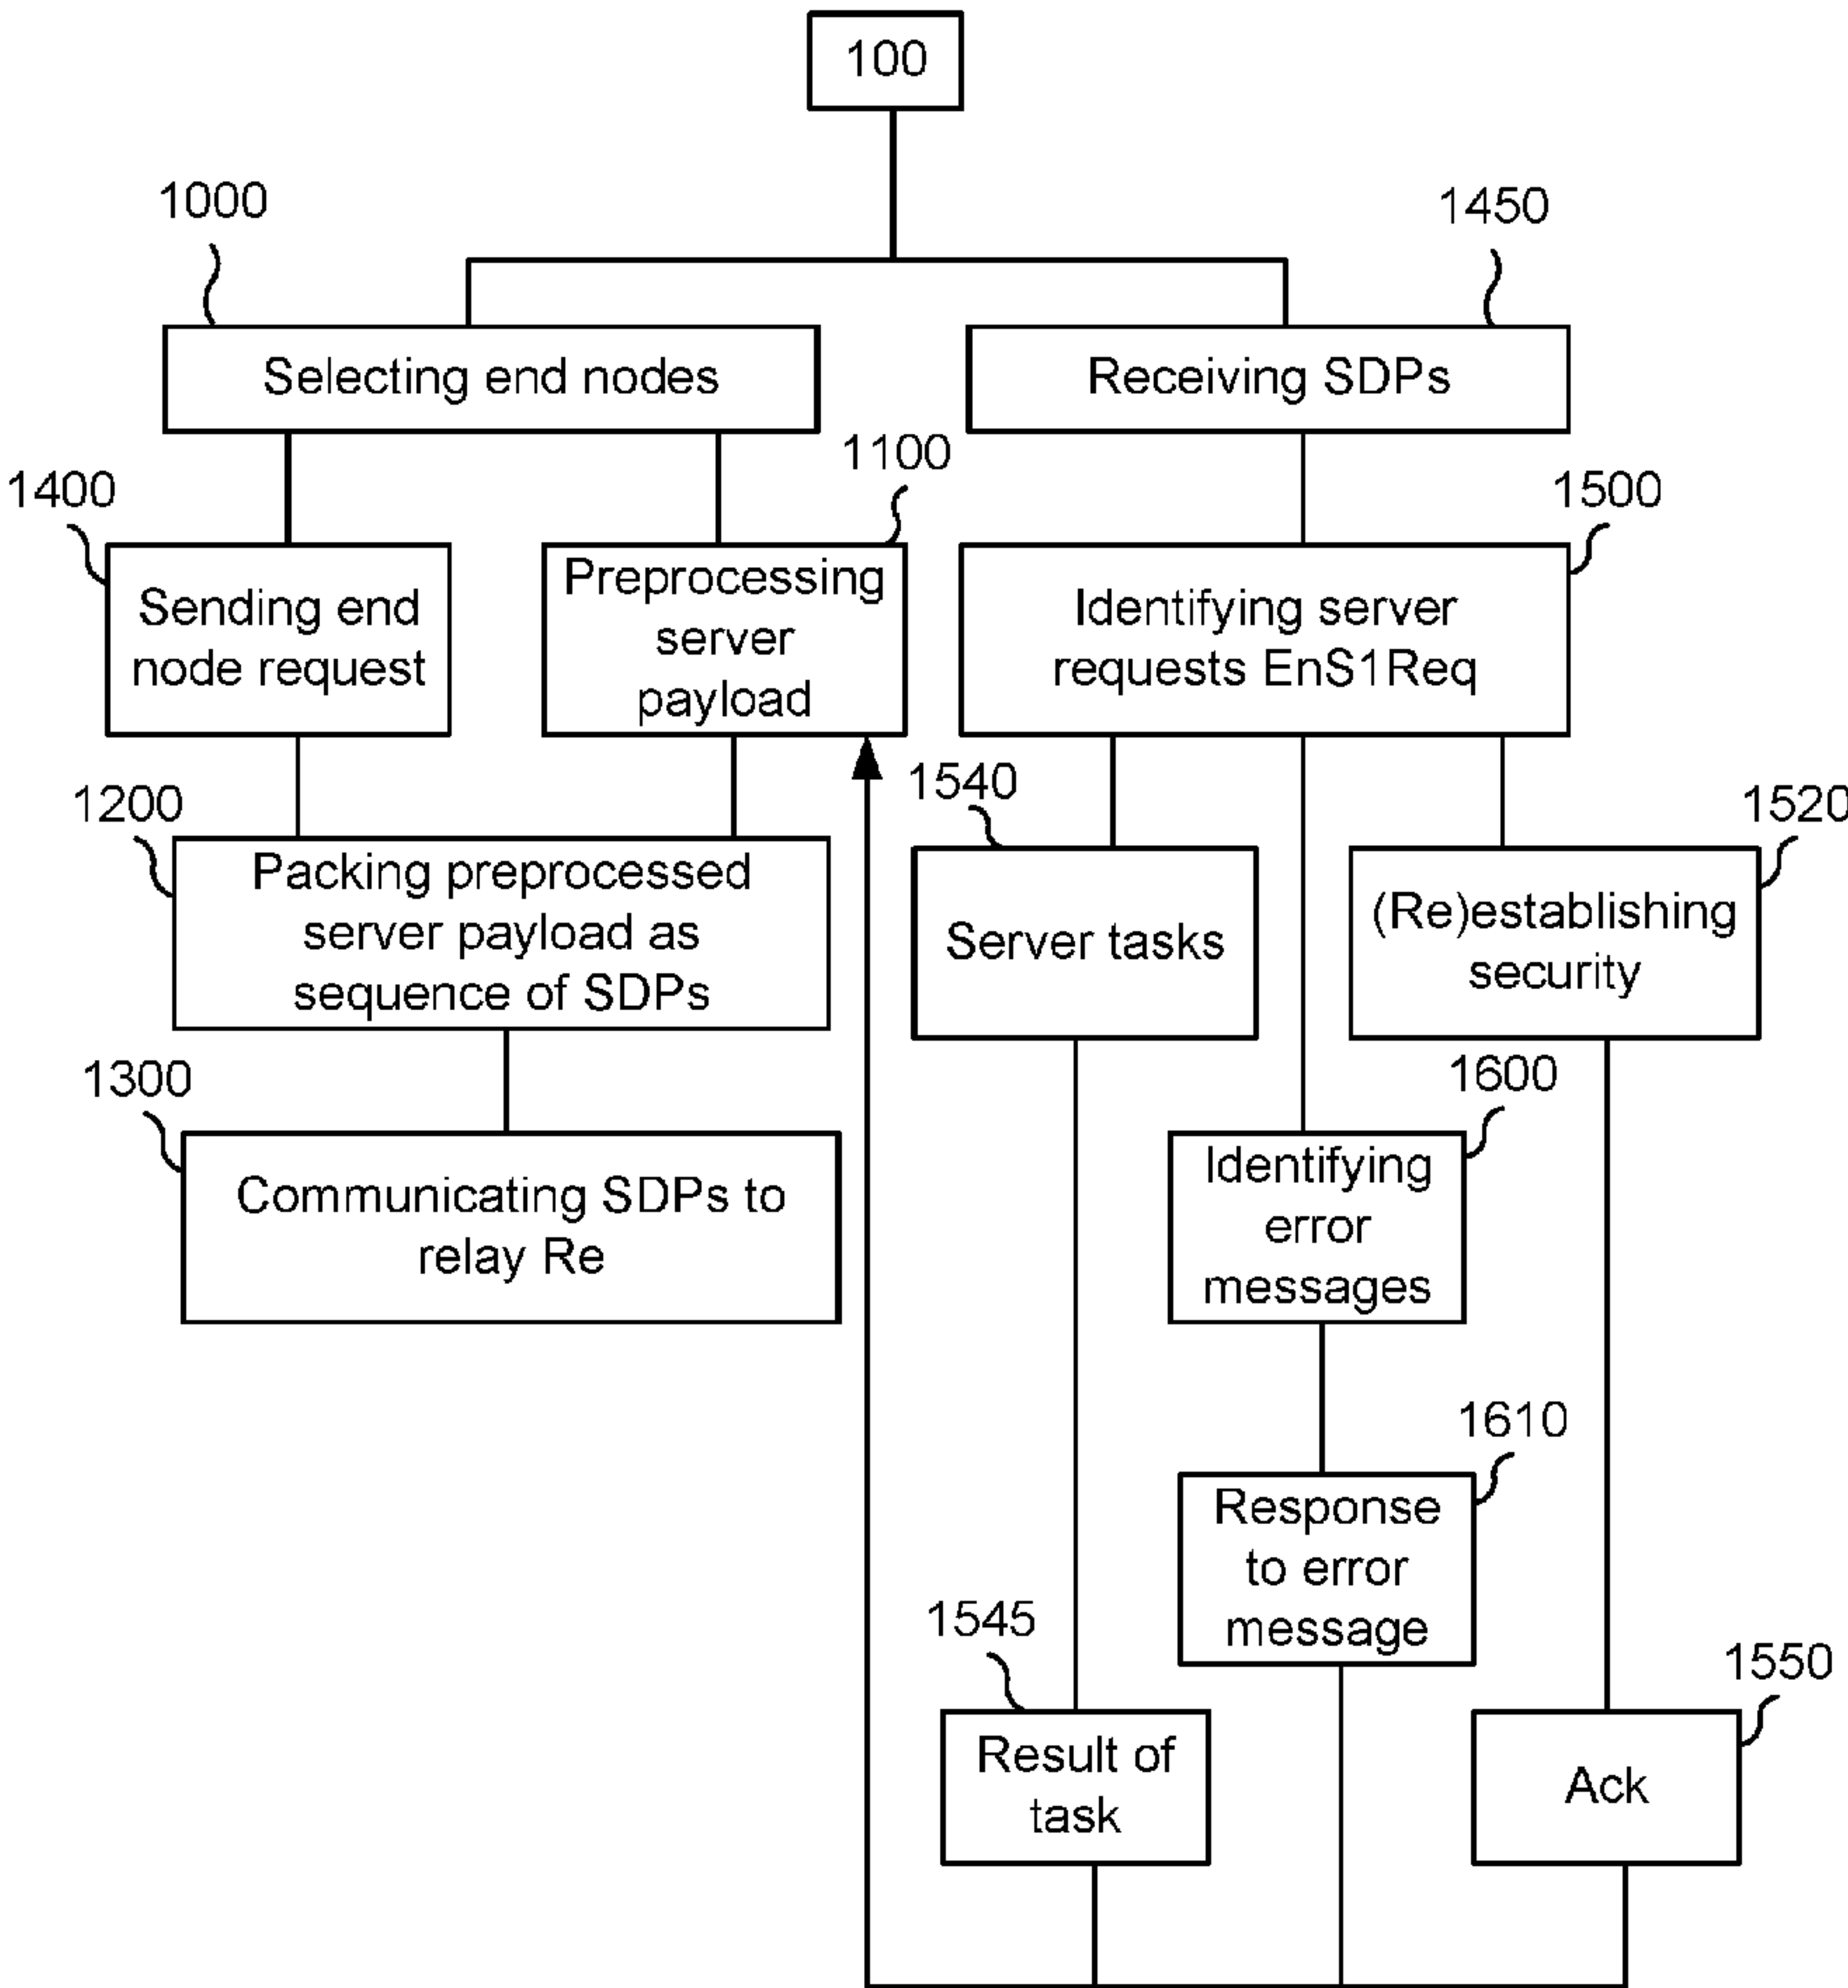 100
1000
1450
Selecting end nodes
Receiving SDPs
1400
1100
1500
Sending end
node request
Preprocessing
server
payload
Identifying server
requests EnS1Req
1200
1540
1520
Packing preprocessed
server payload as
sequence of SDPs
Server tasks
(Re)establishing
security
1300
1600
Communicating SDPs to
relay Re
Identifying
error
messages
1610
Response
to error
message
1545
1550
Result of
task
Ack